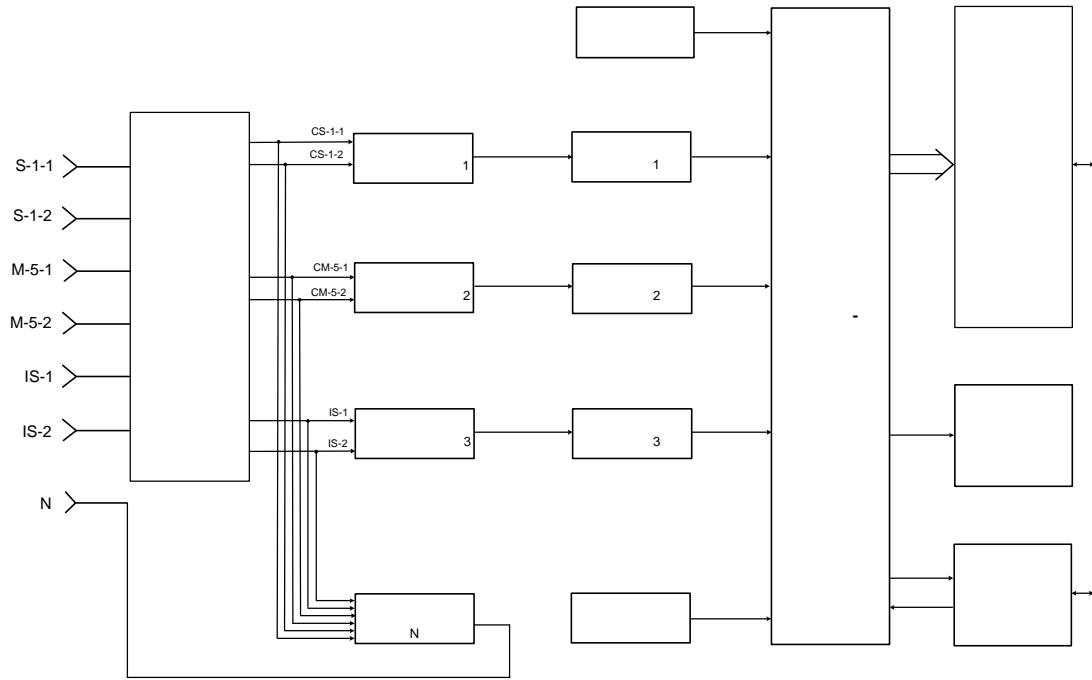 CS-1-1
CS-1-2
S-1-1
1
1
S-1-2
M-5-1
CM-5-1
CM-5-2
2
2
M-5-2
-
IS-1
IS-1
IS-2
IS-2
3
3
N
N